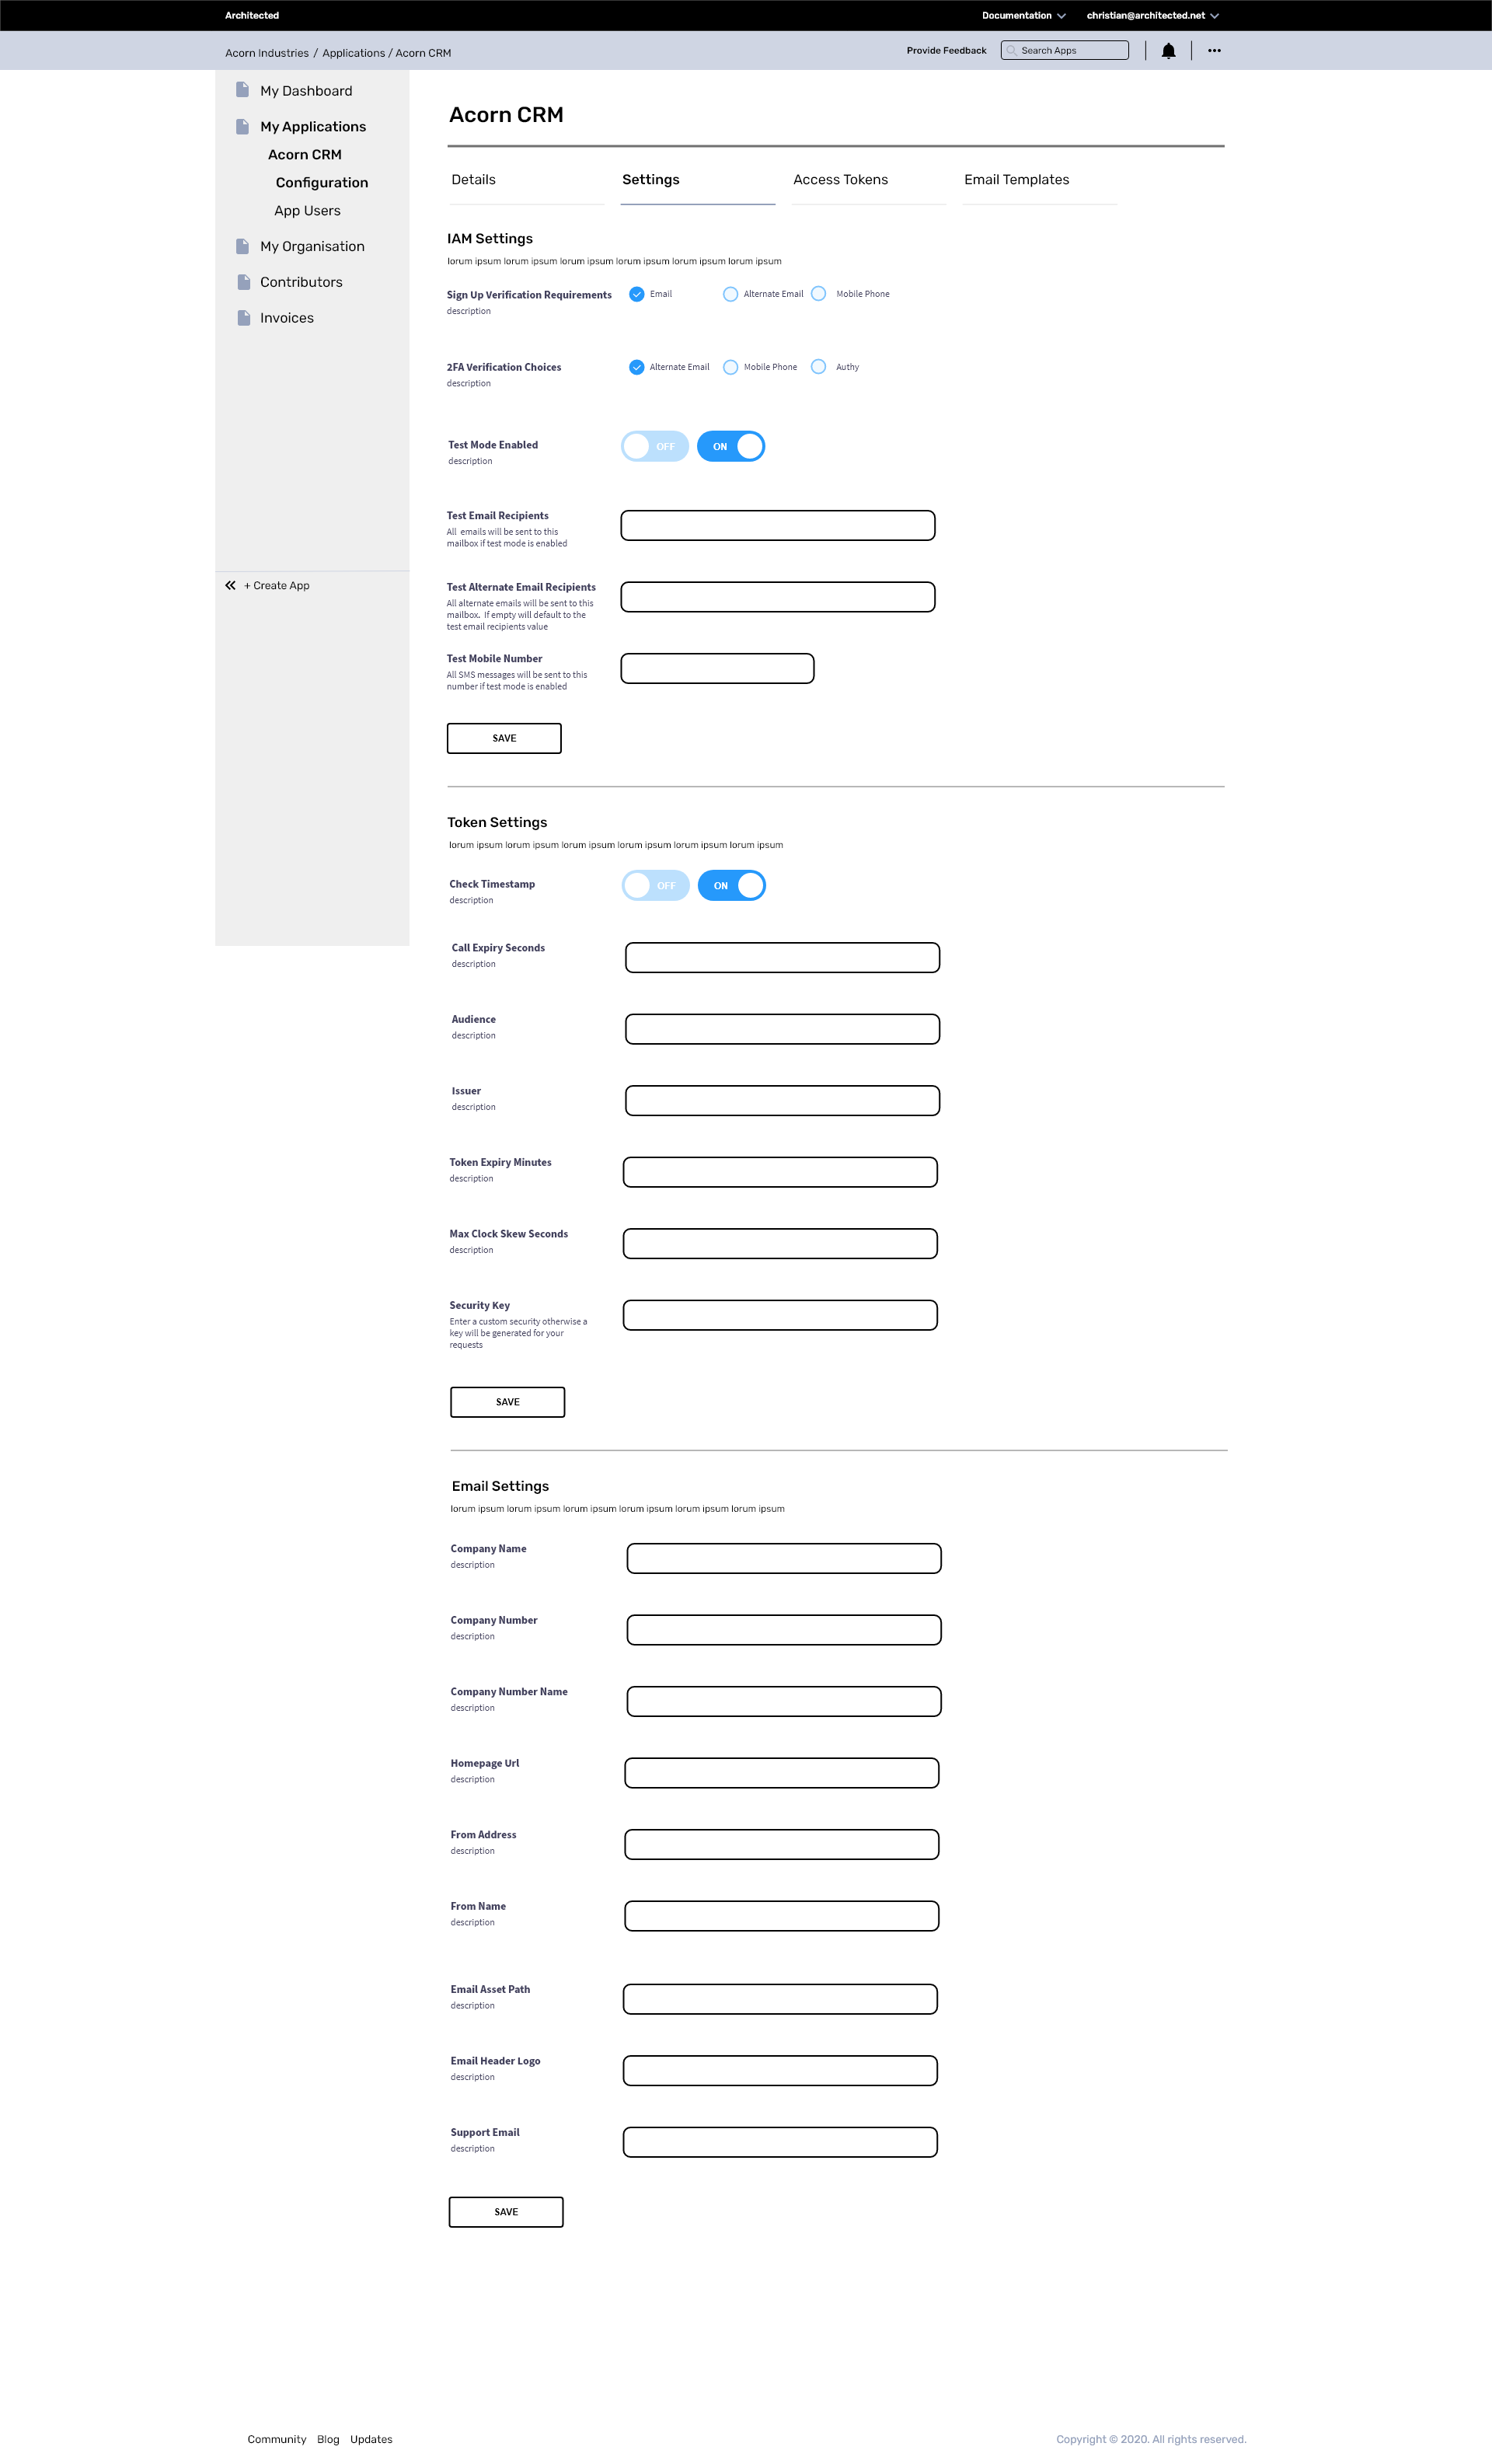 Architected
Documentation
christian@architected.net
Acorn Industries / Applications / Acorn CRM
Provide Feedback
Search Apps
My Dashboard
My Applications
Acorn CRM
Configuration
App Users
My Organisation
Contributors
Invoices
+ Create App
Acorn CRM
Details
Settings
Access Tokens
Email Templates
IAM Settings
lorum ipsum lorum ipsum lorum ipsum lorum ipsum lorum ipsum lorum ipsum
Sign Up Verification Requirements
description
Email
Alternate Email
Mobile Phone
2FA Verification Choices
description
Alternate Email
Mobile Phone
Authy
Test Mode Enabled
description
OFF
ON
Test Email Recipients
All emails will be sent to this
mailbox if test mode is enabled
Test Alternate Email Recipients
All alternate emails will be sent to this
mailbox. If empty will default to the
test email recipients value
Test Mobile Number
All SMS messages will be sent to this
number if test mode is enabled
SAVE
Token Settings
lorum ipsum lorum ipsum lorum ipsum lorum ipsum lorum ipsum lorum ipsum
Check Timestamp
description
OFF
ON
Call Expiry Seconds
description
Audience
description
Issuer
description
Token Expiry Minutes
description
Max Clock Skew Seconds
description
Security Key
Enter a custom security otherwise a
key will be generated for your
requests
SAVE
Email Settings
lorum ipsum lorum ipsum lorum ipsum lorum ipsum lorum ipsum lorum ipsum
Company Name
description
Company Number
description
Company Number Name
description
Homepage Url
description
From Address
description
From Name
description
Email Asset Path
description
Email Header Logo
description
Support Email
description
SAVE
Community
Blog
Updates
Copyright © 2020. All rights reserved.